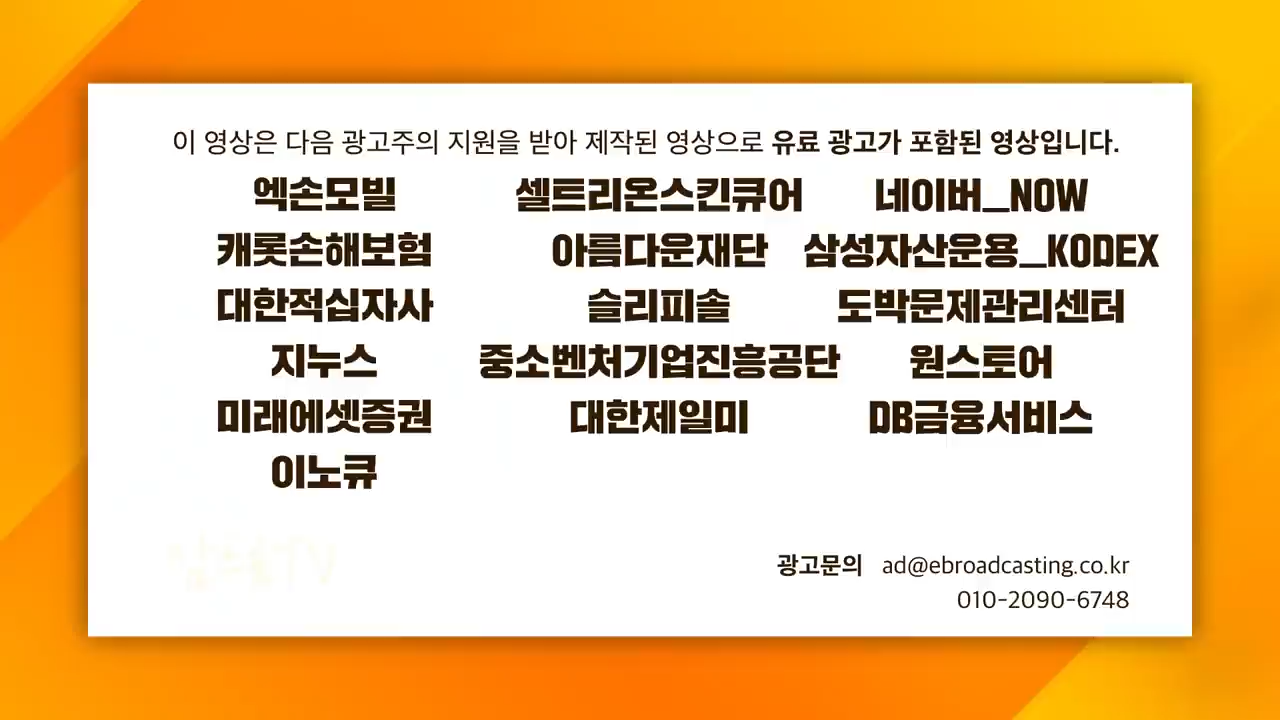 이 영상은 다음 광고주의 지원을 받아 제작된 영상으로 유료 광고가 포함된 영상입니다.
엑손모빌 셀트리온스킨큐어 네이버_NOW
캐롯손해보험 아름다운재단 삼성자산운용_KODEX
대한적십자사 슬리피솔 도박문제관리센터
지누스 중소벤처기업진흥공단 원스토어
미래에셋증권 대한제일미 DB금융서비스
이노큐
광고문의 ad@ebroadcasting.co.kr
010-2090-6748